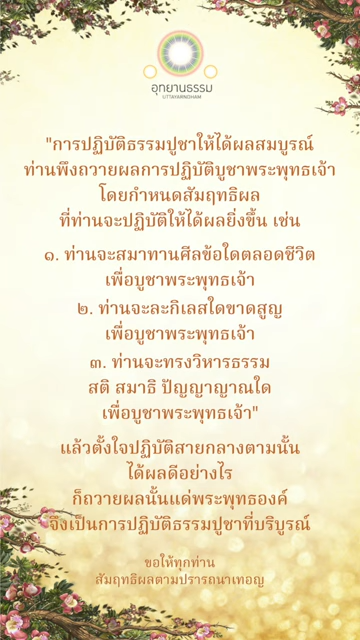 อุทยานธรรม
UTTAYARNDHAM
"การปฏิบัติธรรมปูชาให้ได้ผลสมบูรณ์
ท่านพึงถวายผลการปฏิบัติบูชาพระพุทธเจ้า
โดยกำหนดสัมฤทธิผล
ที่ท่านจะปฏิบัติให้ได้ผลยิ่งขึ้น เช่น
๑. ท่านจะสมาทานศีลข้อใดตลอดชีวิต
เพื่อบูชาพระพุทธเจ้า
๒. ท่านจะละกิเลสใดขาดสูญ
เพื่อบูชาพระพุทธเจ้า
๓. ท่านจะทรงวิหารธรรม
สติ สมาธิ ปัญญาญาณใด
เพื่อบูชาพระพุทธเจ้า"
แล้วตั้งใจปฏิบัติสายกลางตามนั้น
ได้ผลดีอย่างไร
ก็ถวายผลนั้นแด่พระพุทธองค์
จึงเป็นการปฏิบัติธรรมปูชาที่บริบูรณ์
ขอให้ทุกท่าน
สัมฤทธิผลตามปรารถนาเทอญ